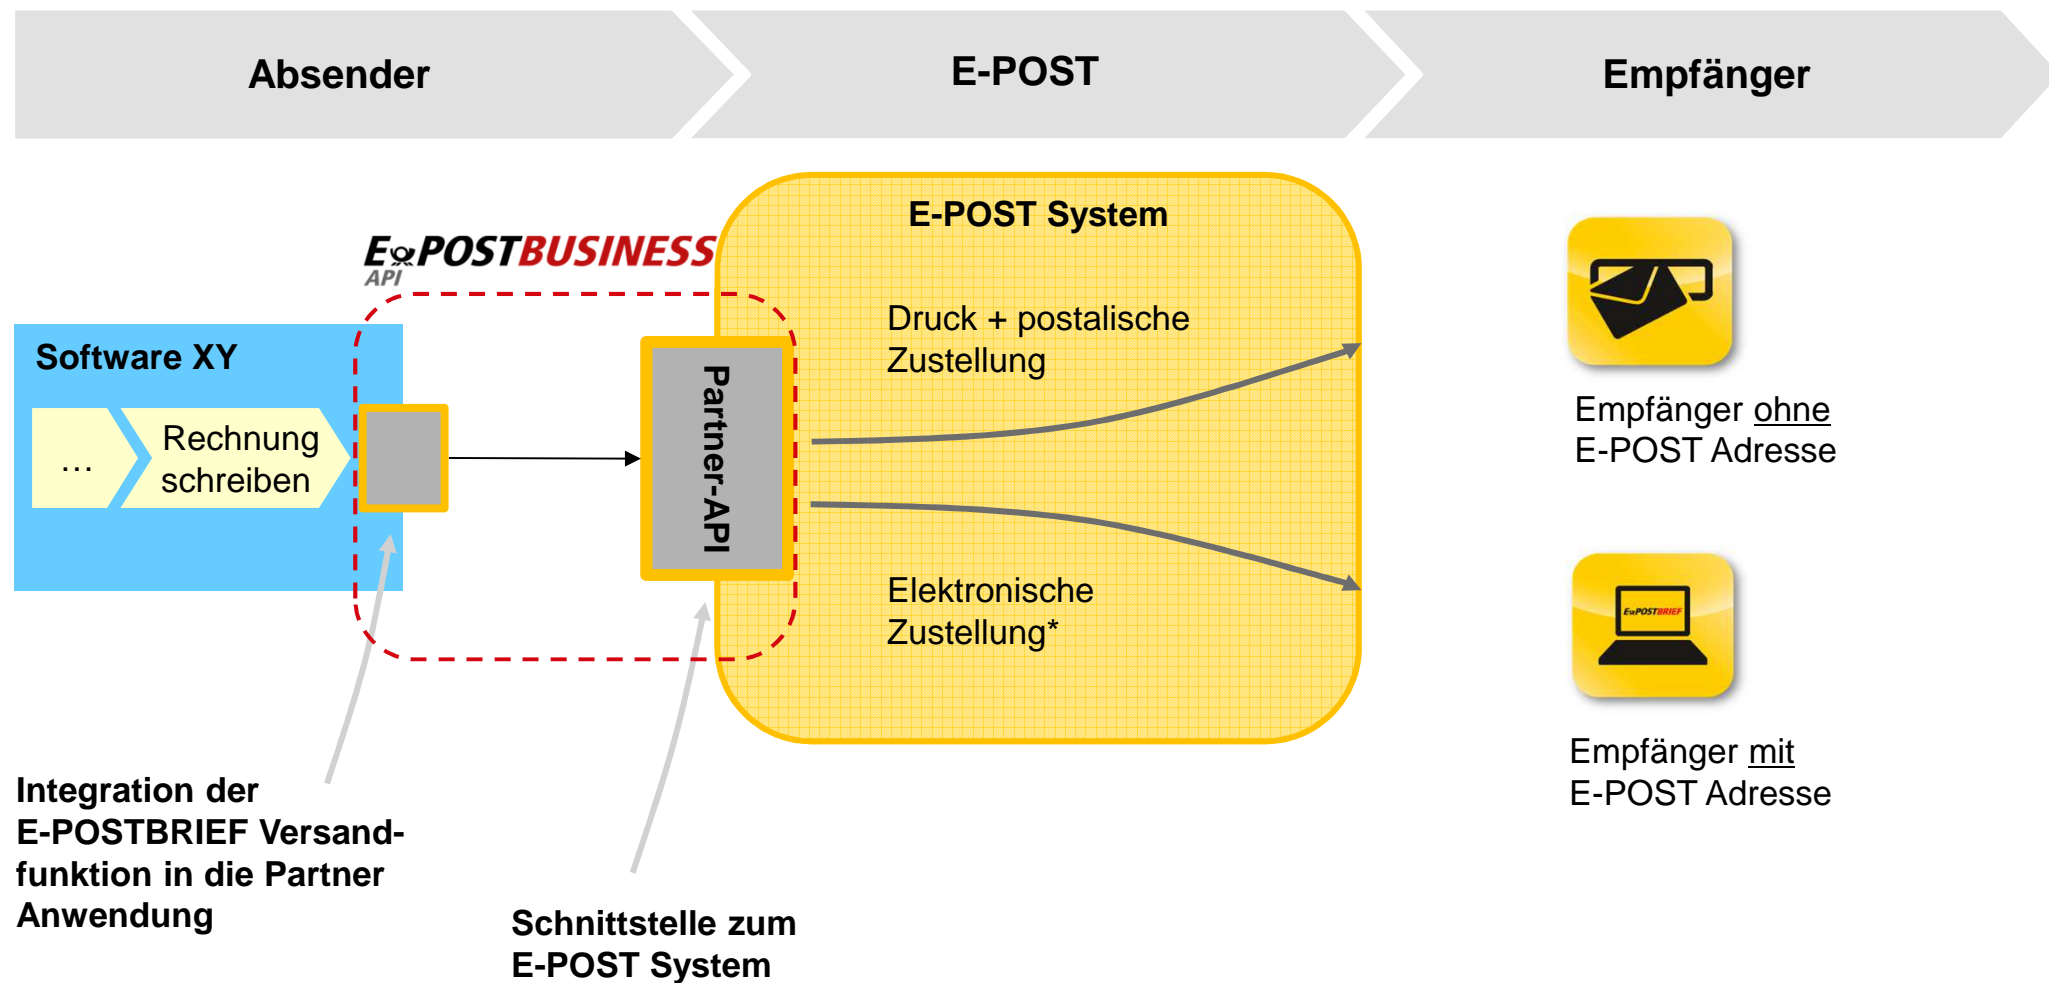 Absender
E-POST
Empfänger
E-POST System
E POSTBUSINESS
API
Druck + postalische
Zustellung
Software XY
Partner-API
…
Rechnung
schreiben
Empfänger ohne
E-POST Adresse
Elektronische
Zustellung*
E POSTBRIEF
Empfänger mit
E-POST Adresse
Integration der
E-POSTBRIEF Versand-
funktion in die Partner
Anwendung
Schnittstelle zum
E-POST System